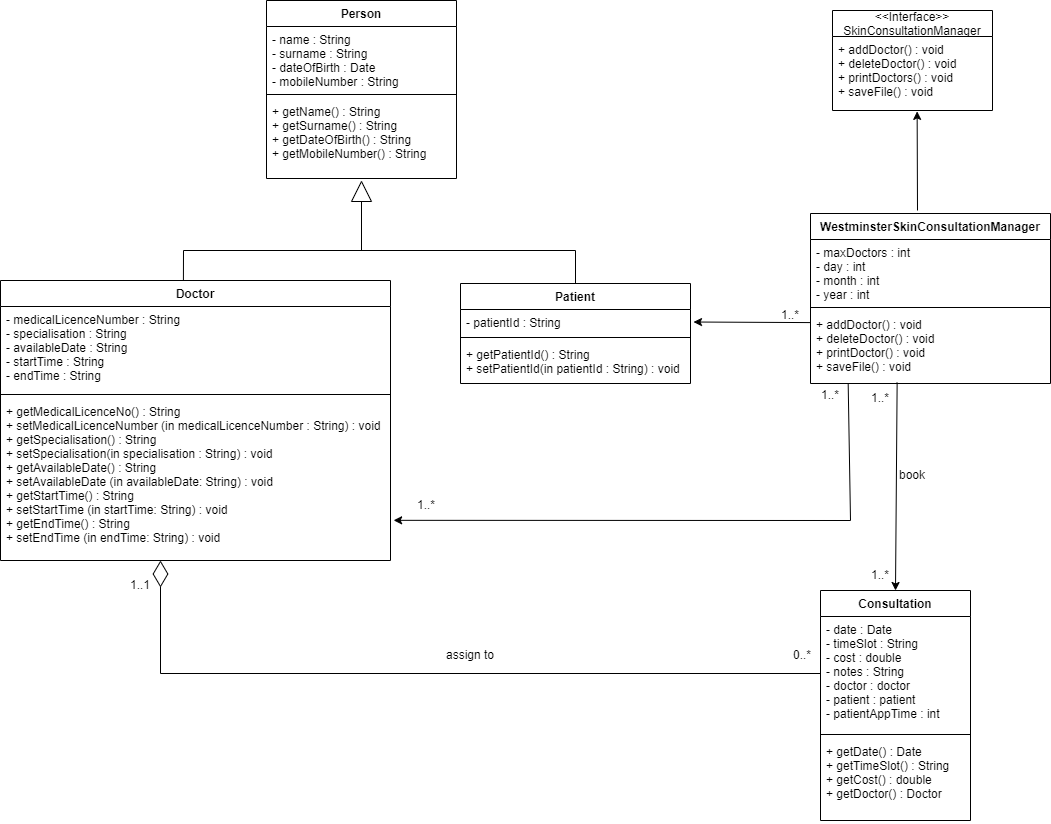 Person
- name : String
- surname : String
- dateOfBirth : Date
- mobileNumber : String
+ getName() : String
+ getSurname() : String
+ getDateOfBirth() : String
+ getMobileNumber() : String
<<Interface>>
SkinConsultationManager
+ addDoctor() : void
+ deleteDoctor() : void
+ printDoctors() : void
+ saveFile() : void
WestminsterSkinConsultationManager
- maxDoctors : int
- day : int
- month : int
- year : int
+ addDoctor() : void
+ deleteDoctor() : void
+ printDoctor() : void
+ saveFile() : void
Doctor
- medicalLicenceNumber : String
- specialisation : String
- availableDate : String
- startTime : String
- endTime : String
+ getMedicalLicenceNo() : String
+ setMedicalLicenceNumber (in medicalLicenceNumber : String) : void
+ getSpecialisation() : String
+ setSpecialisation(in specialisation : String) : void
+ getAvailableDate() : String
+ setAvailableDate (in availableDate: String) : void
+ getStartTime() : String
+ setStartTime (in startTime: String) : void
+ getEndTime() : String
+ setEndTime (in endTime: String) : void
Patient
- patientId : String
+ getPatientId() : String
+ setPatientId(in patientId : String) : void
1..*
1..*
1..*
book
1..*
1..*
1..1
assign to
0..*
Consultation
- date : Date
- timeSlot : String
- cost : double
- notes : String
- doctor : doctor
- patient : patient
- patientAppTime : int
+ getDate() : Date
+ getTimeSlot() : String
+ getCost() : double
+ getDoctor() : Doctor